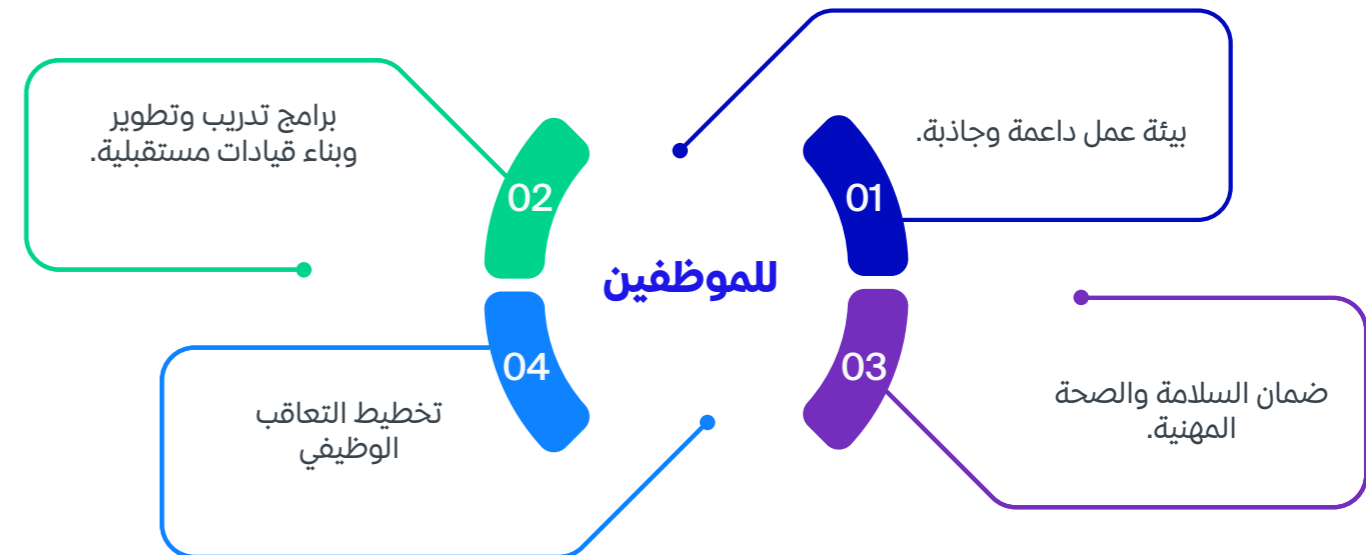 للموظفين
01
بيئة عمل داعمة وجاذبة.
02
برامج تدريب وتطوير
وبناء قيادات مستقبلية.
03
ضمان السلامة والصحة
المهنية.
04
تخطيط التعاقب
الوظيفي